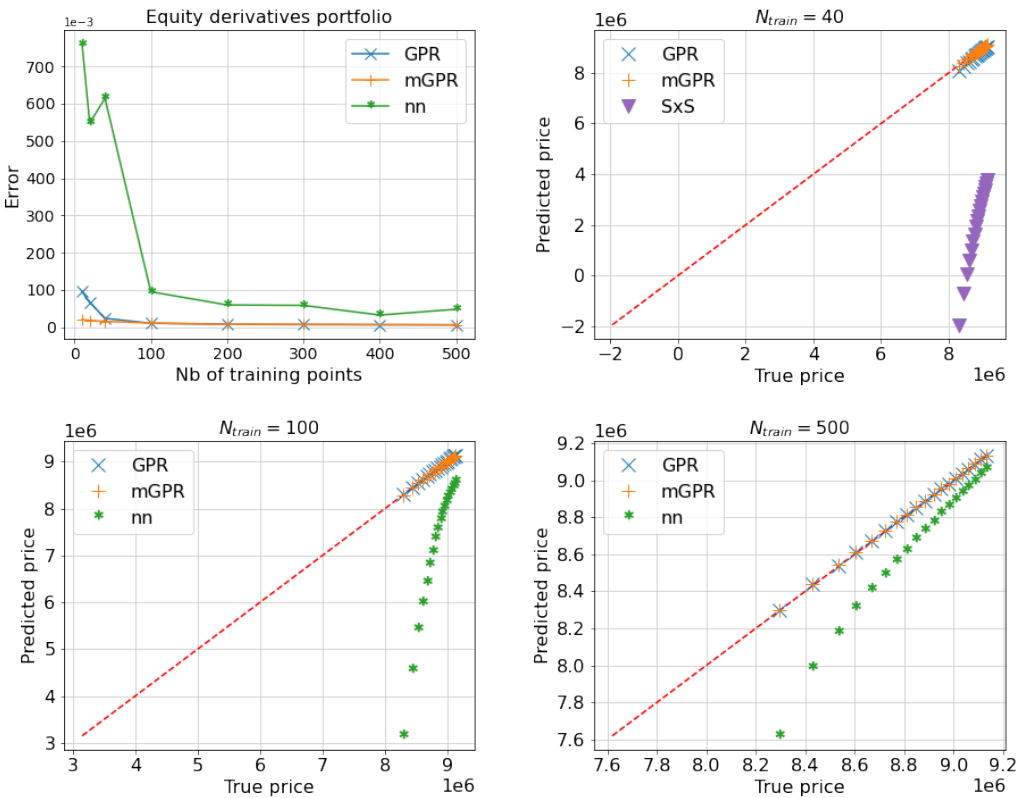 Equity derivatives portfolio
1e−3
700
600
500
400
300
200
100
0
Error
0 100 200 300 400 500
Nb of training points
GPR
mGPR
nn
N_train = 40
1e6
8
6
4
2
0
−2
Predicted price
−2 0 2 4 6 8
True price
1e6
GPR
mGPR
SxS
N_train = 100
1e6
9
8
7
6
5
4
3
Predicted price
3 4 5 6 7 8 9
True price
1e6
GPR
mGPR
nn
N_train = 500
1e6
9.2
9.0
8.8
8.6
8.4
8.2
8.0
7.8
7.6
Predicted price
7.6 7.8 8.0 8.2 8.4 8.6 8.8 9.0 9.2
True price
1e6
GPR
mGPR
nn